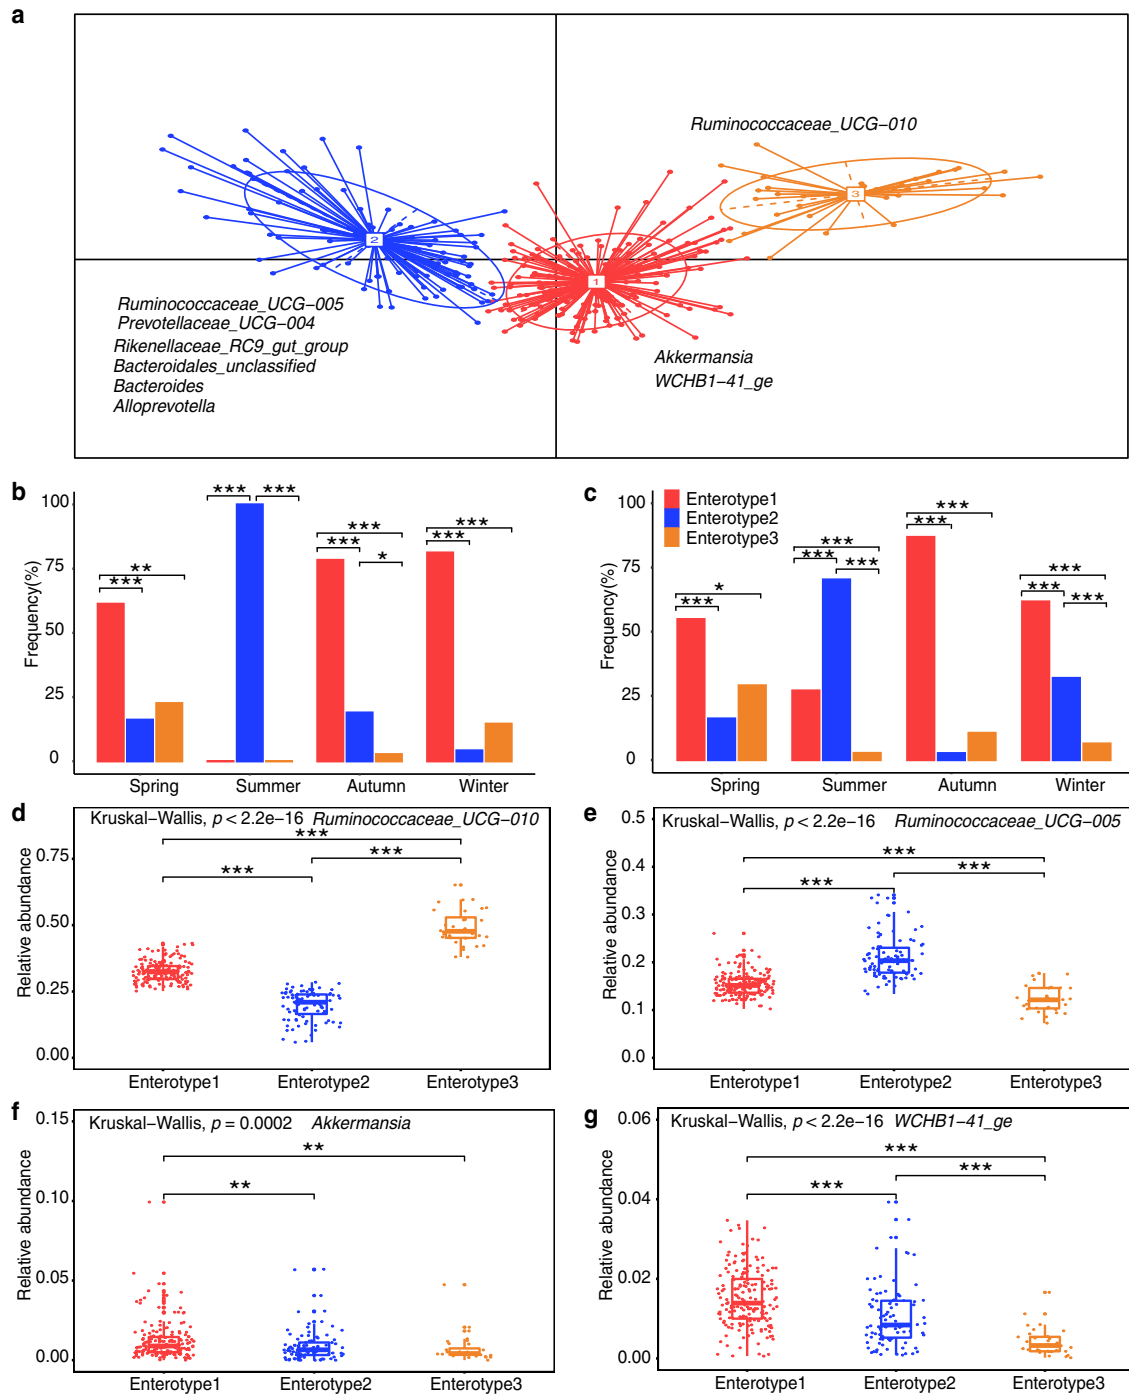 a
Ruminococcaceae_UCG−010
3
2
1
Ruminococcaceae_UCG−005
Prevotellaceae_UCG−004
Rikenellaceae_RC9_gut_group
Bacteroidales_unclassified
Bacteroides
Alloprevotella
Akkermansia
WCHB1−41_ge
b
Frequency(%)
100
75
50
25
0
** *** *** *** *** *** * *** ***
Spring Summer Autumn Winter
c
Enterotype1
Enterotype2
Enterotype3
Frequency(%)
100
75
50
25
0
* *** *** *** *** *** *** *** *** ***
Spring Summer Autumn Winter
d
Kruskal−Wallis, p < 2.2e−16 Ruminococcaceae_UCG−010
*** *** ***
Relative abundance
0.75
0.50
0.25
0.00
Enterotype1 Enterotype2 Enterotype3
e
Kruskal−Wallis, p < 2.2e−16 Ruminococcaceae_UCG−005
*** *** ***
Relative abundance
0.5
0.4
0.3
0.2
0.1
0.0
Enterotype1 Enterotype2 Enterotype3
f
Kruskal−Wallis, p = 0.0002 Akkermansia
** **
Relative abundance
0.15
0.10
0.05
0.00
Enterotype1 Enterotype2 Enterotype3
g
Kruskal−Wallis, p < 2.2e−16 WCHB1−41_ge
*** *** ***
Relative abundance
0.06
0.04
0.02
0.00
Enterotype1 Enterotype2 Enterotype3